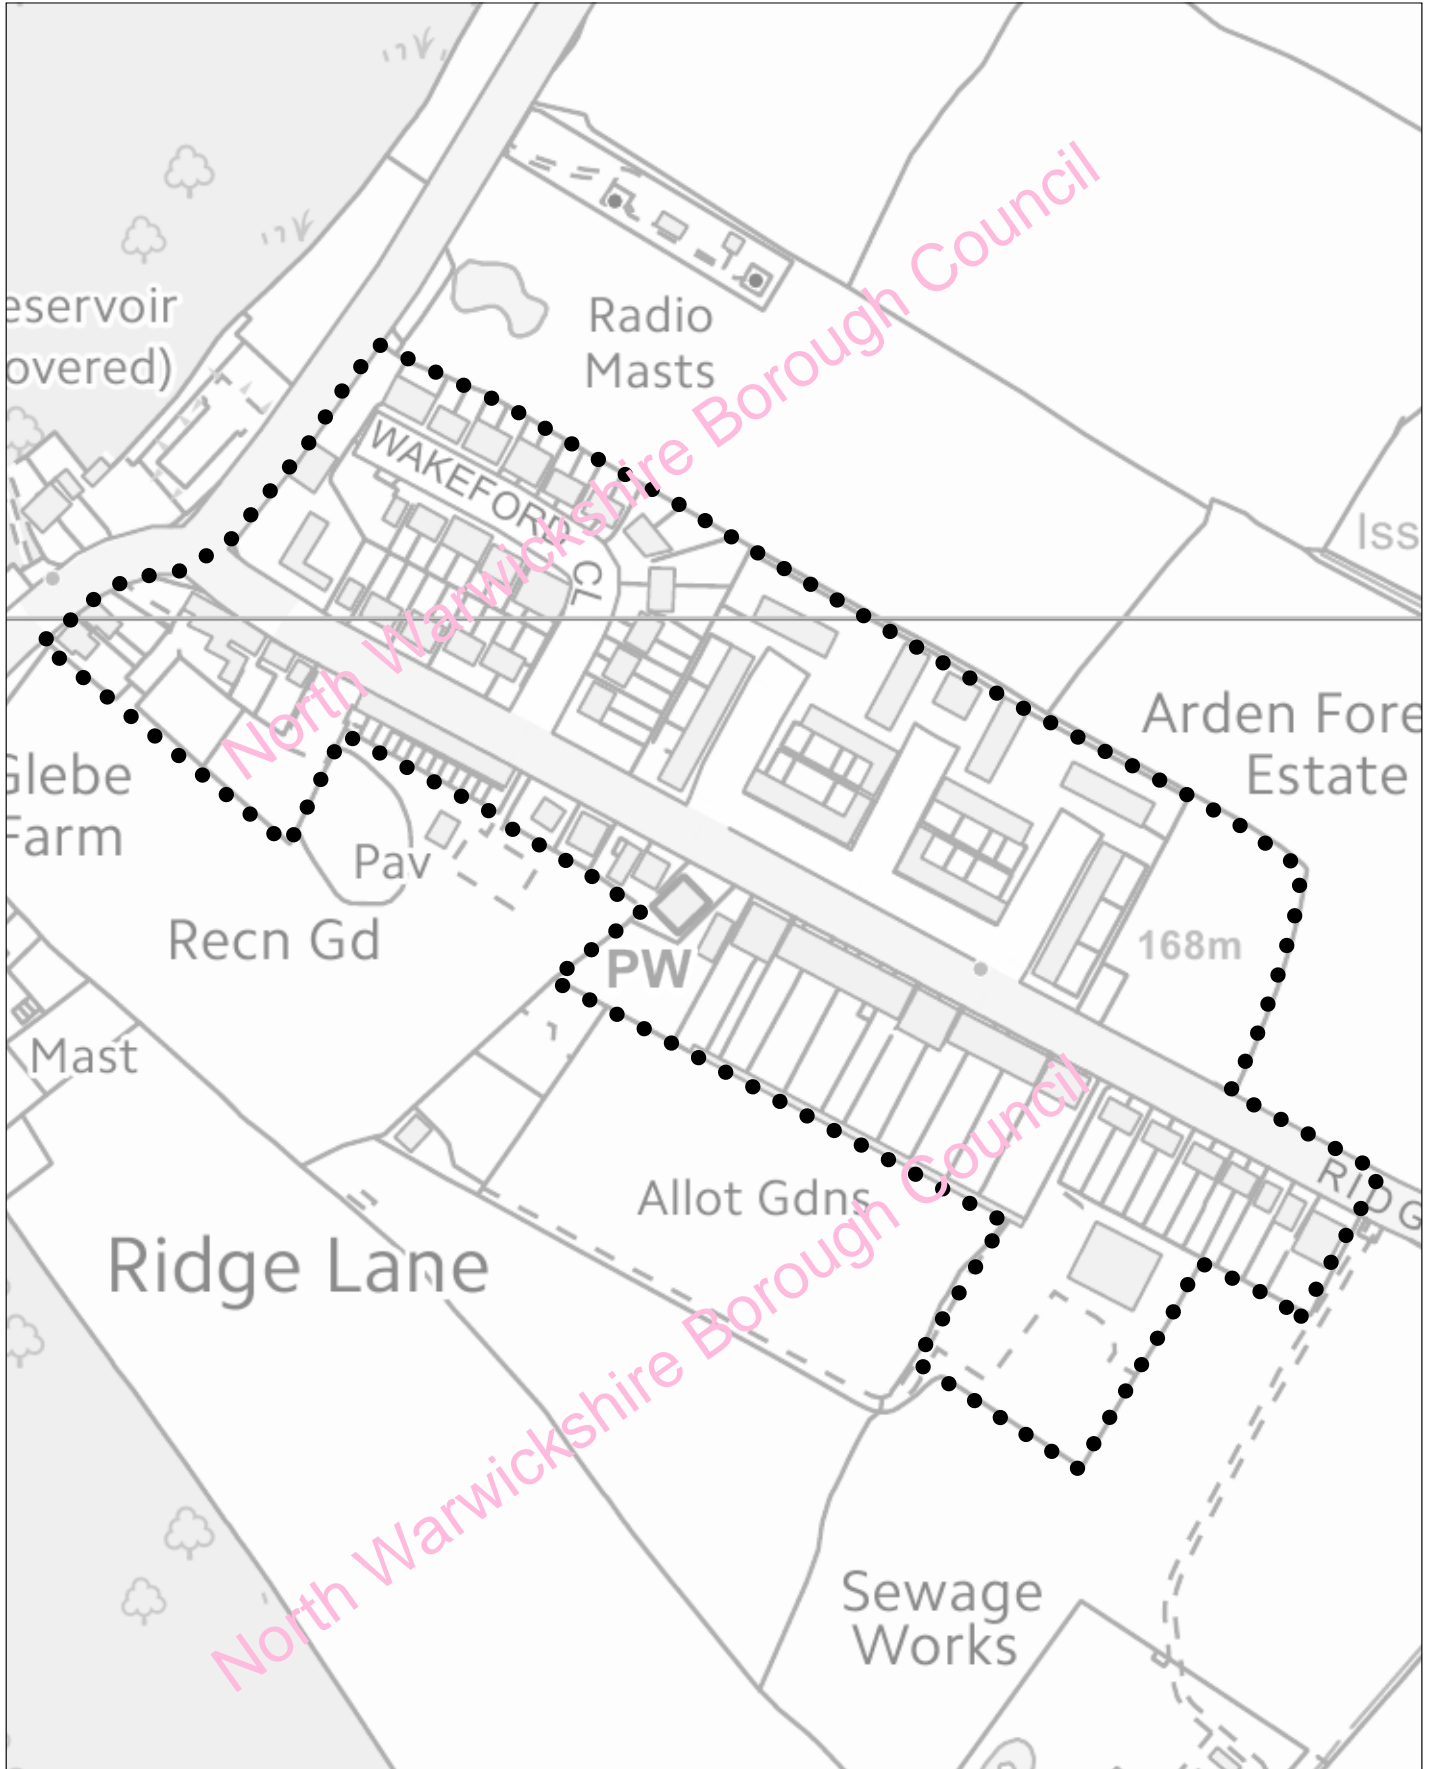 North Warwickshire Borough Council
eservoir
overed)
Radio
Masts
WAKEFORD
CL
Iss
Arden Fore
Estate
Glebe
Farm
Pav
Recn Gd
168m
PW
Mast
North Warwickshire Borough Council
Allot Gdns
RIDG
Ridge Lane
Sewage
Works